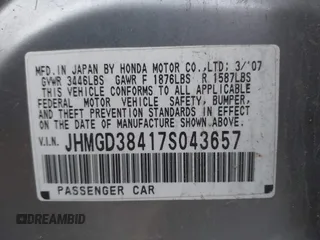 MFD.IN JAPAN BY HONDA MOTOR CO.,LTD: 3/'07
GVWR 3446LBS GAWR F 1876LBS R 1587LBS
THIS VEHICLE CONFORMS TO ALL APPLICABLE
FEDERAL MOTOR VEHICLE SAFETY, BUMPER,
AND THEFT PREVENTION STANDARDS IN EFFECT
ON THE DATE OF MANUFACTURE SHOWN ABOVE.
V.I.N. JHMGD38417S043657
PASSENGER CAR
DREAMBID